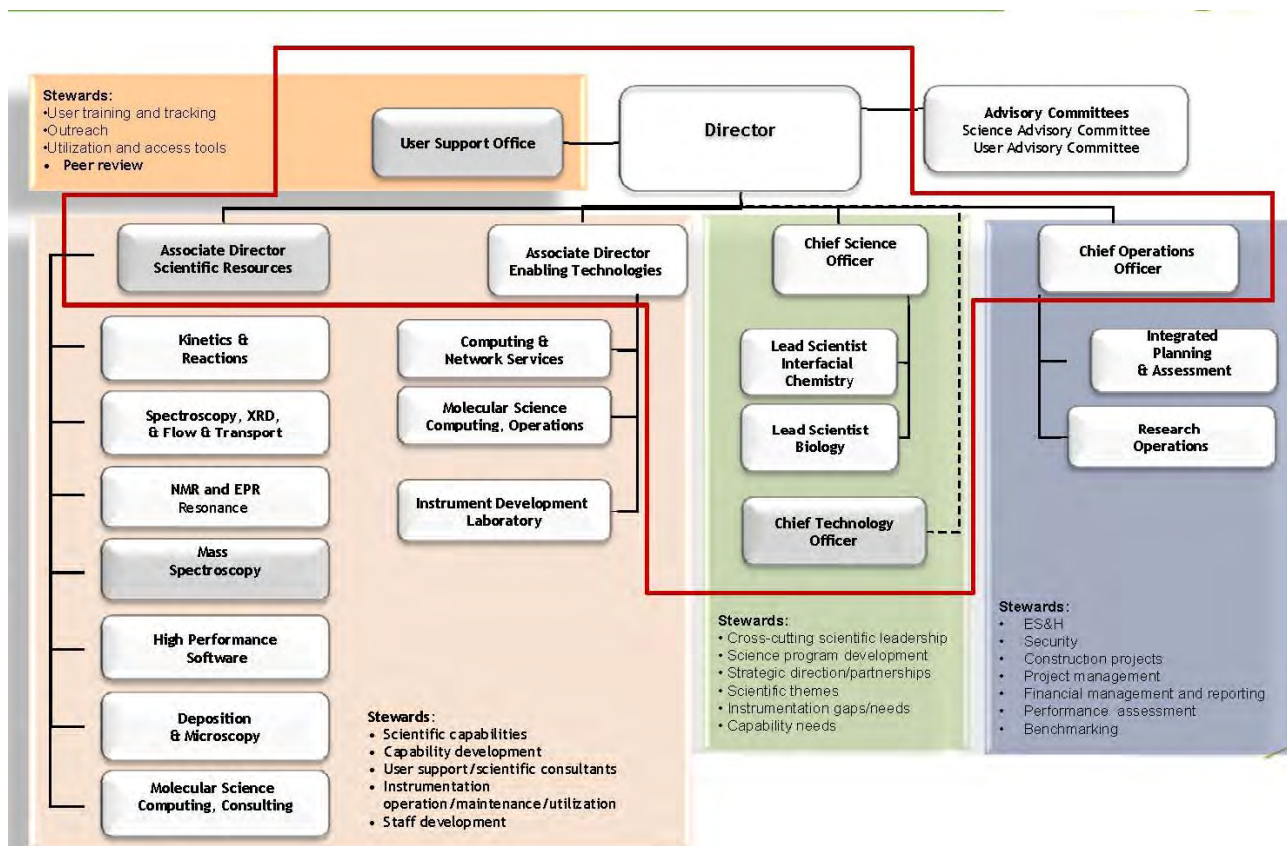 Stewards:
•User training and tracking
•Outreach
•Utilization and access tools
• Peer review
User Support Office
Director
Advisory Committees
Science Advisory Committee
User Advisory Committee
Associate Director
Scientific Resources
Associate Director
Enabling Technologies
Chief Science
Officer
Chief Operations
Officer
Kinetics &
Reactions
Spectroscopy, XRD,
& Flow & Transport
NMR and EPR
Resonance
Mass
Spectroscopy
High Performance
Software
Deposition
& Microscopy
Molecular Science
Computing, Consulting
Computing &
Network Services
Molecular Science
Computing, Operations
Instrument Development
Laboratory
Stewards:
• Scientific capabilities
• Capability development
• User support/scientific consultants
• Instrumentation
operation/maintenance/utilization
• Staff development
Lead Scientist
Interfacial
Chemistry
Lead Scientist
Biology
Chief Technology
Officer
Stewards:
• Cross-cutting scientific leadership
• Science program development
• Strategic direction/partnerships
• Scientific themes
• Instrumentation gaps/needs
• Capability needs
Integrated
Planning
& Assessment
Research
Operations
Stewards:
• ES&H
• Security
• Construction projects
• Project management
• Financial management and reporting
• Performance assessment
• Benchmarking